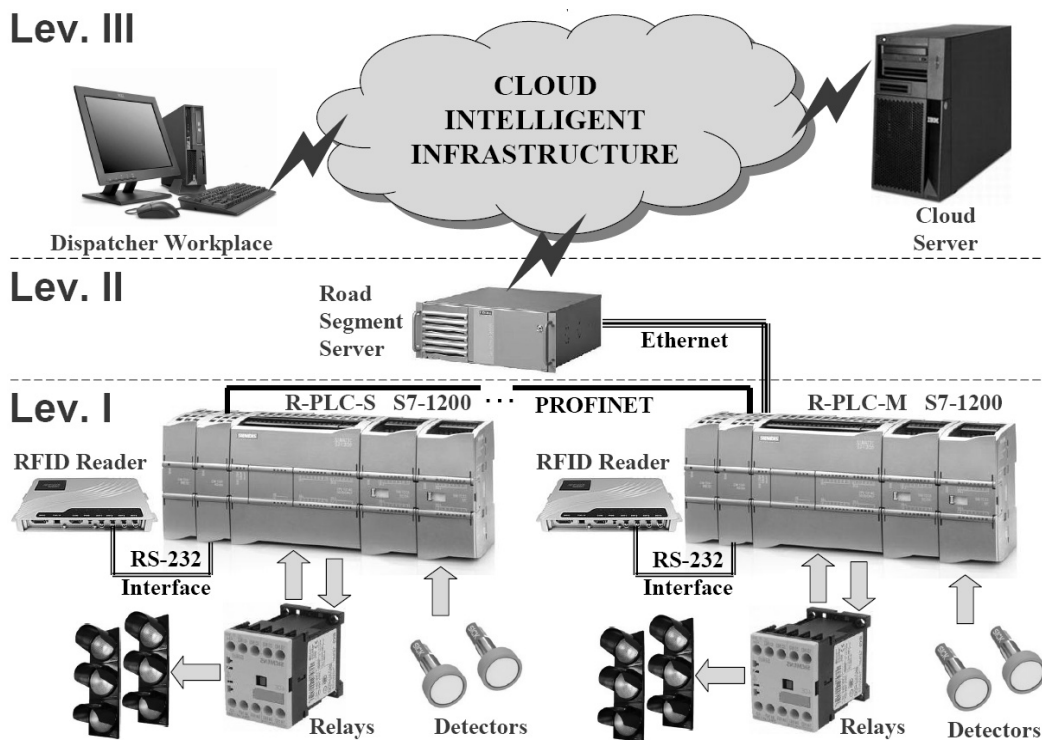 Lev. III
CLOUD
INTELLIGENT
INFRASTRUCTURE
Dispatcher Workplace
Cloud
Server
Lev. II
Road
Segment
Server
Ethernet
Lev. I
R-PLC-S S7-1200
... PROFINET
R-PLC-M S7-1200
RFID Reader
RS-232
Interface
Relays
Detectors
RFID Reader
RS-232
Interface
Relays
Detectors